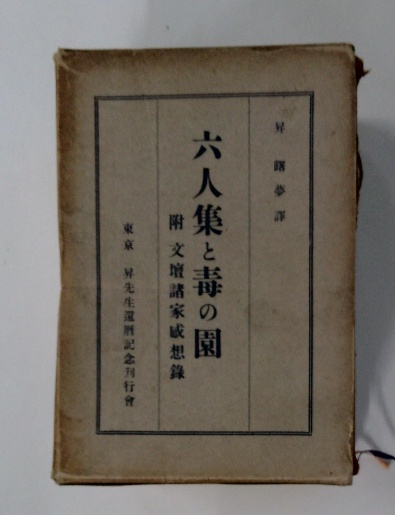 昇 曙夢 譯
六人集と毒の園
附 文壇諸家感想錄
東京 昇先生還曆記念刊行會